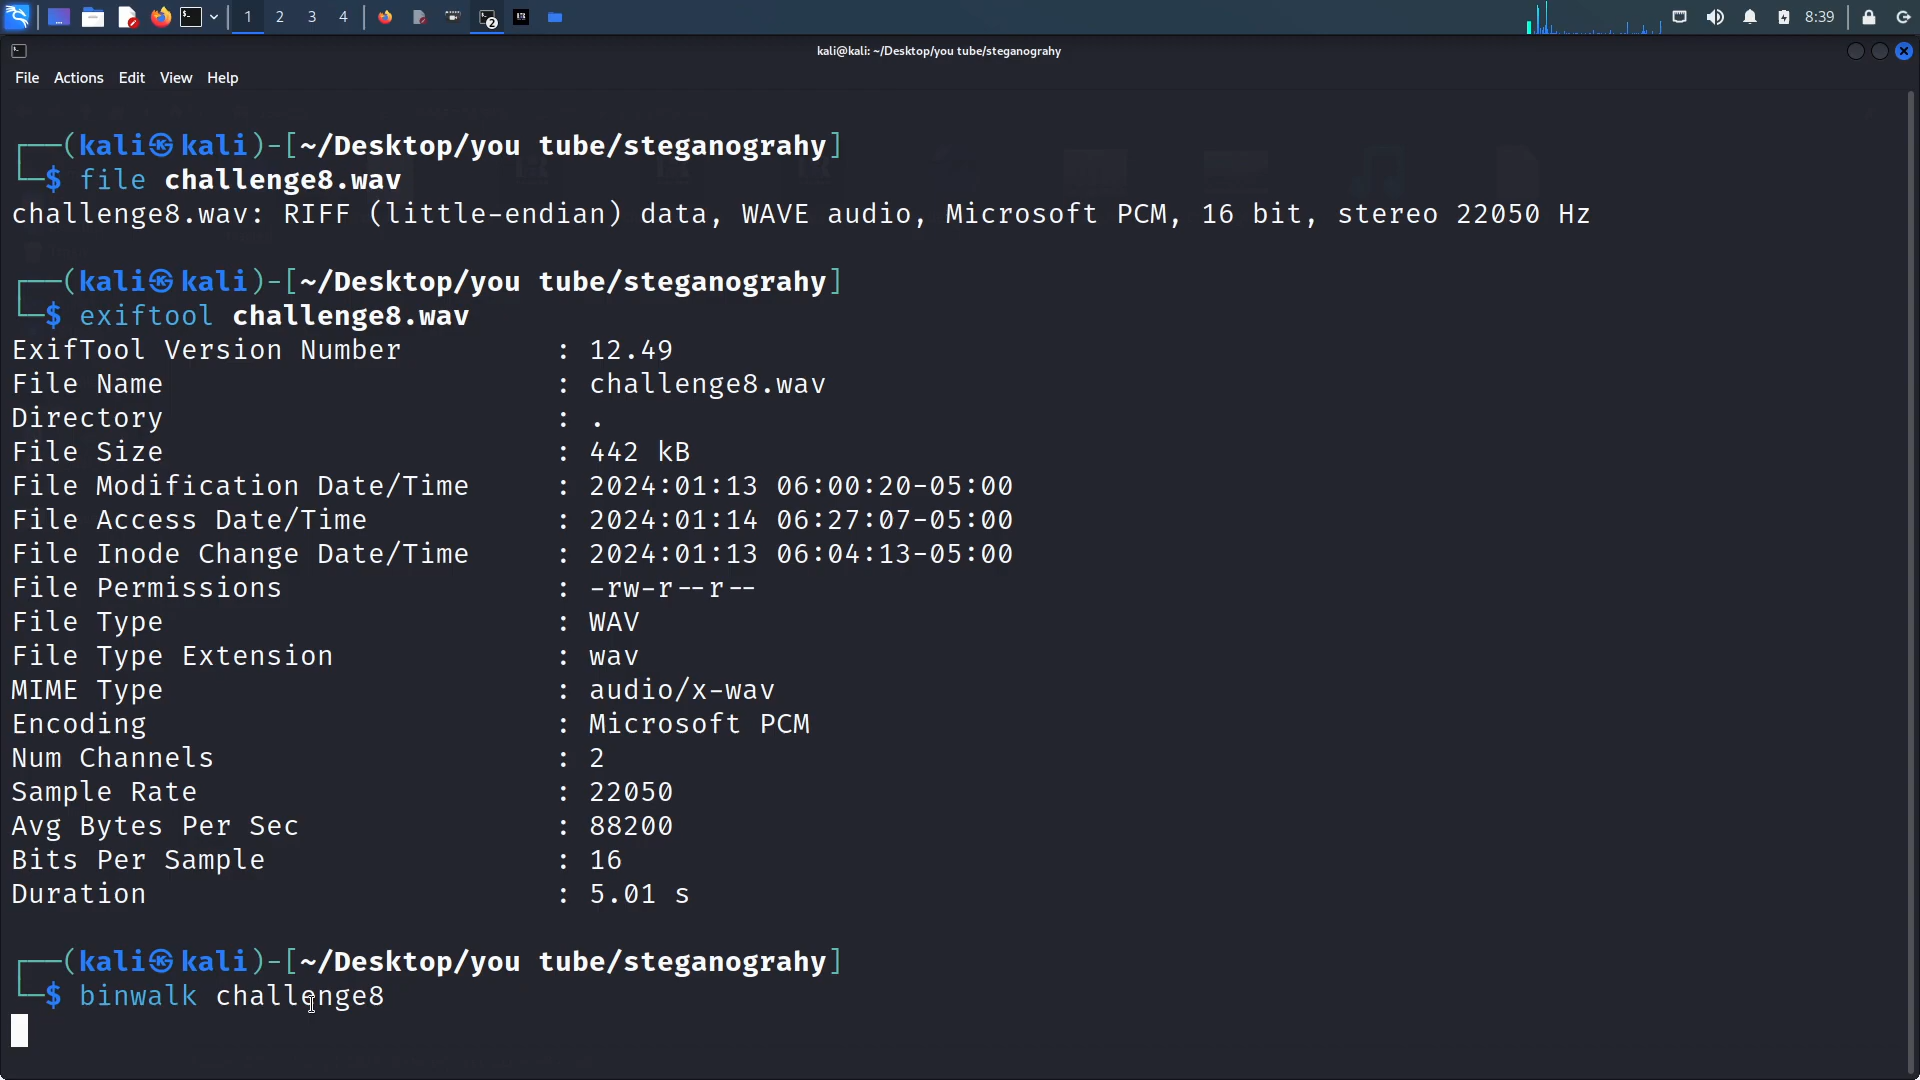 1 2 3 4 2 8:39
kali@kali: ~/Desktop/you tube/steganograhy
File Actions Edit View Help
┌──(kali㉿kali)-[~/Desktop/you tube/steganograhy]
└─$ file challenge8.wav
challenge8.wav: RIFF (little-endian) data, WAVE audio, Microsoft PCM, 16 bit, stereo 22050 Hz
┌──(kali㉿kali)-[~/Desktop/you tube/steganograhy]
└─$ exiftool challenge8.wav
ExifTool Version Number : 12.49
File Name : challenge8.wav
Directory : .
File Size : 442 kB
File Modification Date/Time : 2024:01:13 06:00:20-05:00
File Access Date/Time : 2024:01:14 06:27:07-05:00
File Inode Change Date/Time : 2024:01:13 06:04:13-05:00
File Permissions : -rw-r--r--
File Type : WAV
File Type Extension : wav
MIME Type : audio/x-wav
Encoding : Microsoft PCM
Num Channels : 2
Sample Rate : 22050
Avg Bytes Per Sec : 88200
Bits Per Sample : 16
Duration : 5.01 s
┌──(kali㉿kali)-[~/Desktop/you tube/steganograhy]
└─$ binwalk challenge8